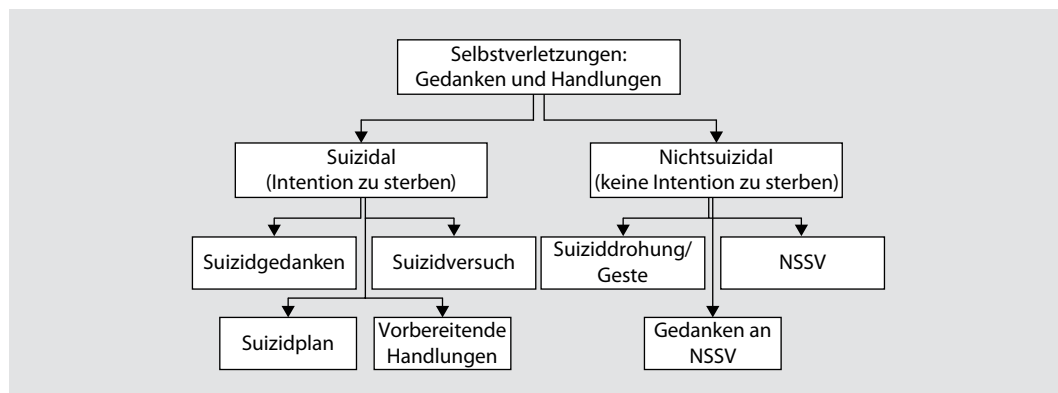 Selbstverletzungen:
Gedanken und Handlungen
Suizidal
(Intention zu sterben)
Nichtsuizidal
(keine Intention zu sterben)
Suizidgedanken
Suizidversuch
Suiziddrohung/
Geste
NSSV
Suizidplan
Vorbereitende
Handlungen
Gedanken an
NSSV